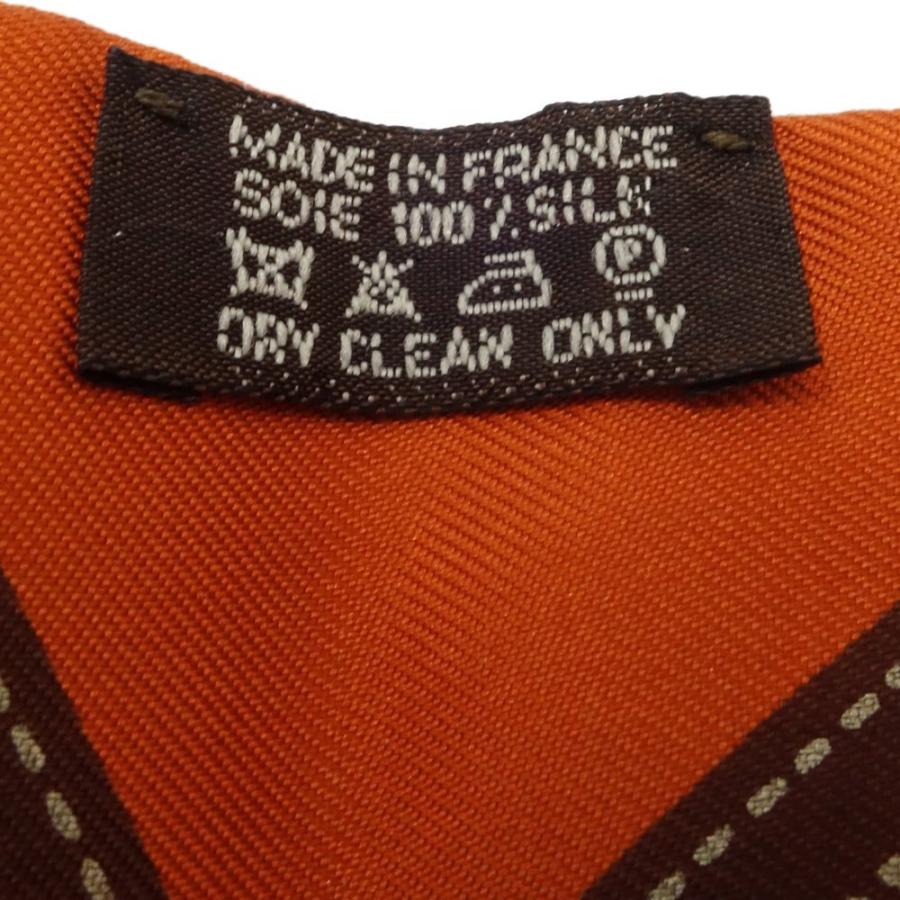 MADE IN FRANCE
SOIE 100% SILK
P
DRY CLEAN ONLY